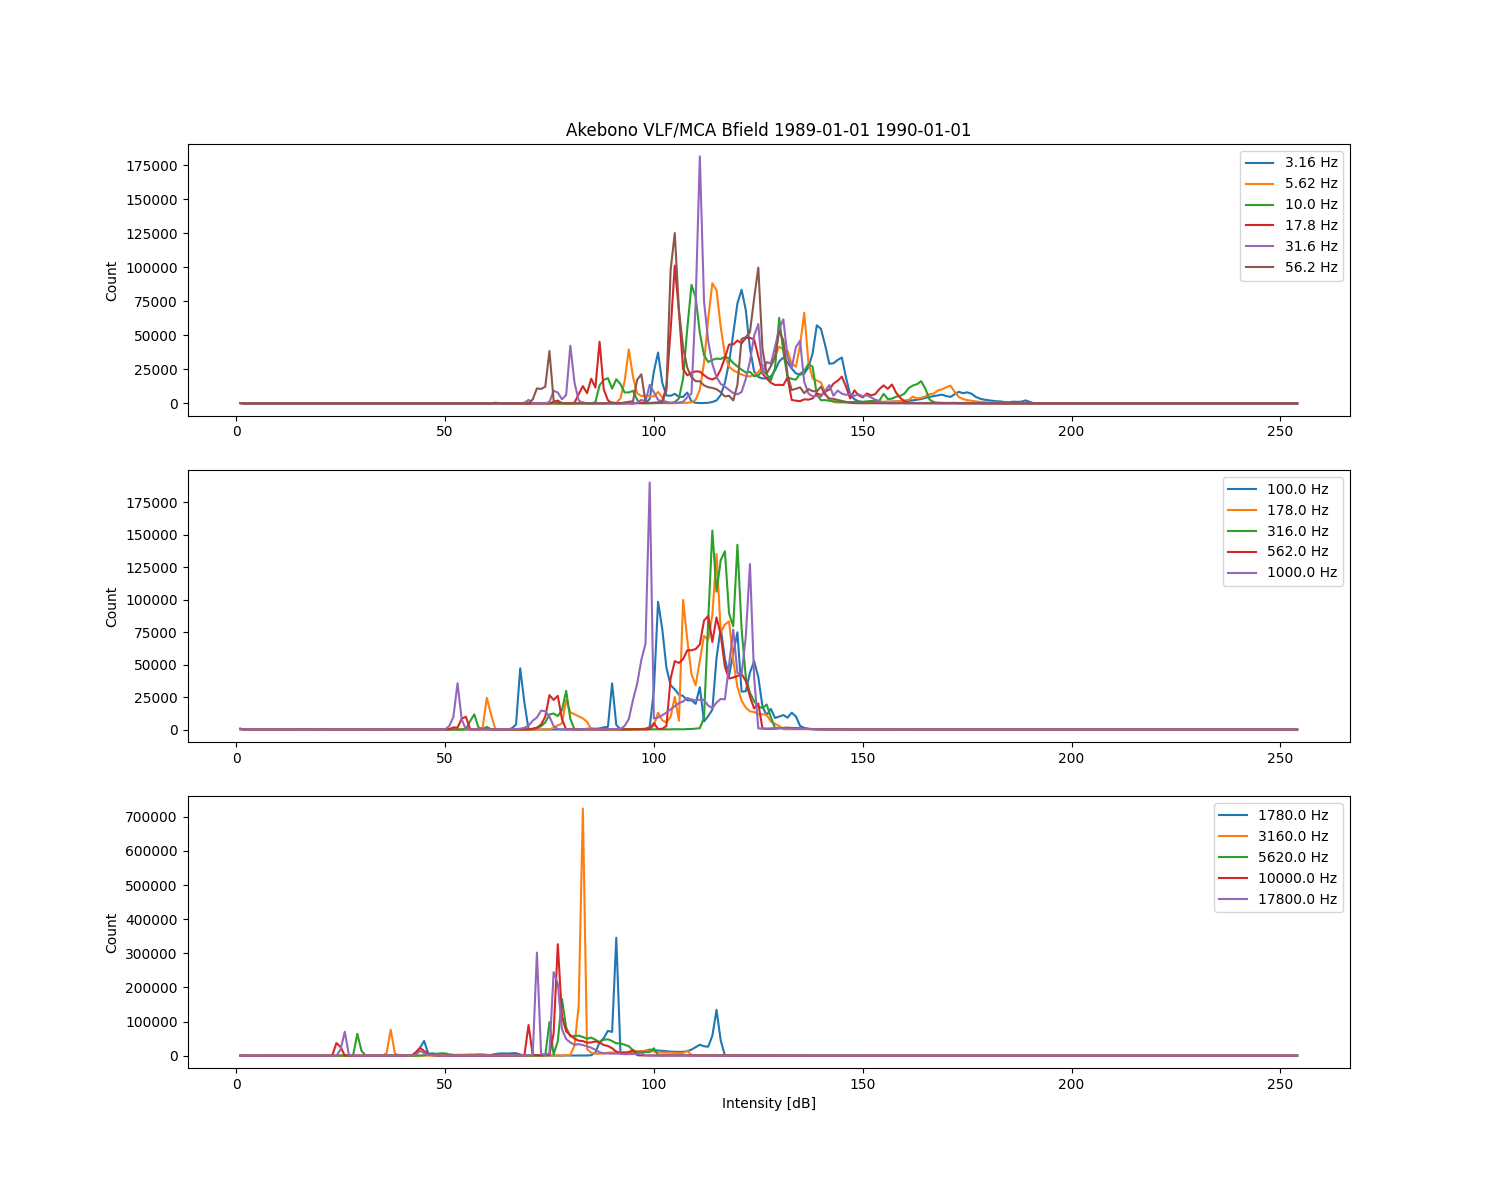 Akebono VLF/MCA Bfield 1989-01-01 1990-01-01
175000
150000
125000
100000
75000
50000
25000
0
Count
0 50 100 150 200 250
3.16 Hz
5.62 Hz
10.0 Hz
17.8 Hz
31.6 Hz
56.2 Hz
175000
150000
125000
100000
75000
50000
25000
0
Count
0 50 100 150 200 250
100.0 Hz
178.0 Hz
316.0 Hz
562.0 Hz
1000.0 Hz
700000
600000
500000
400000
300000
200000
100000
0
Count
0 50 100 150 200 250
Intensity [dB]
1780.0 Hz
3160.0 Hz
5620.0 Hz
10000.0 Hz
17800.0 Hz